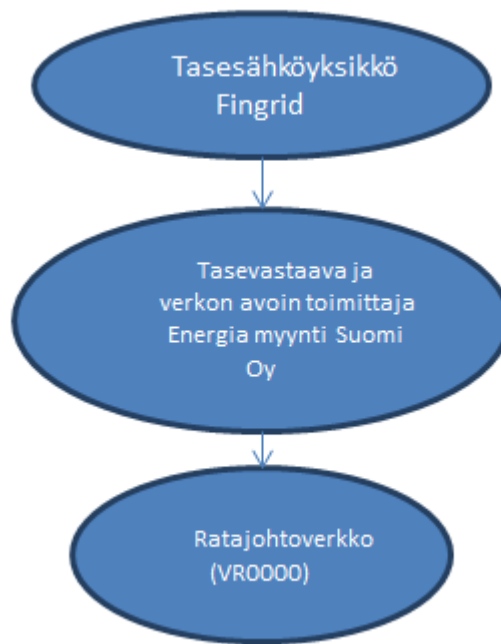 Tasesähköyksikkö
Fingrid
Tasevastaava ja
verkon avoin toimittaja
Energia myynti Suomi
Oy
Ratajohtoverkko
(VR0000)